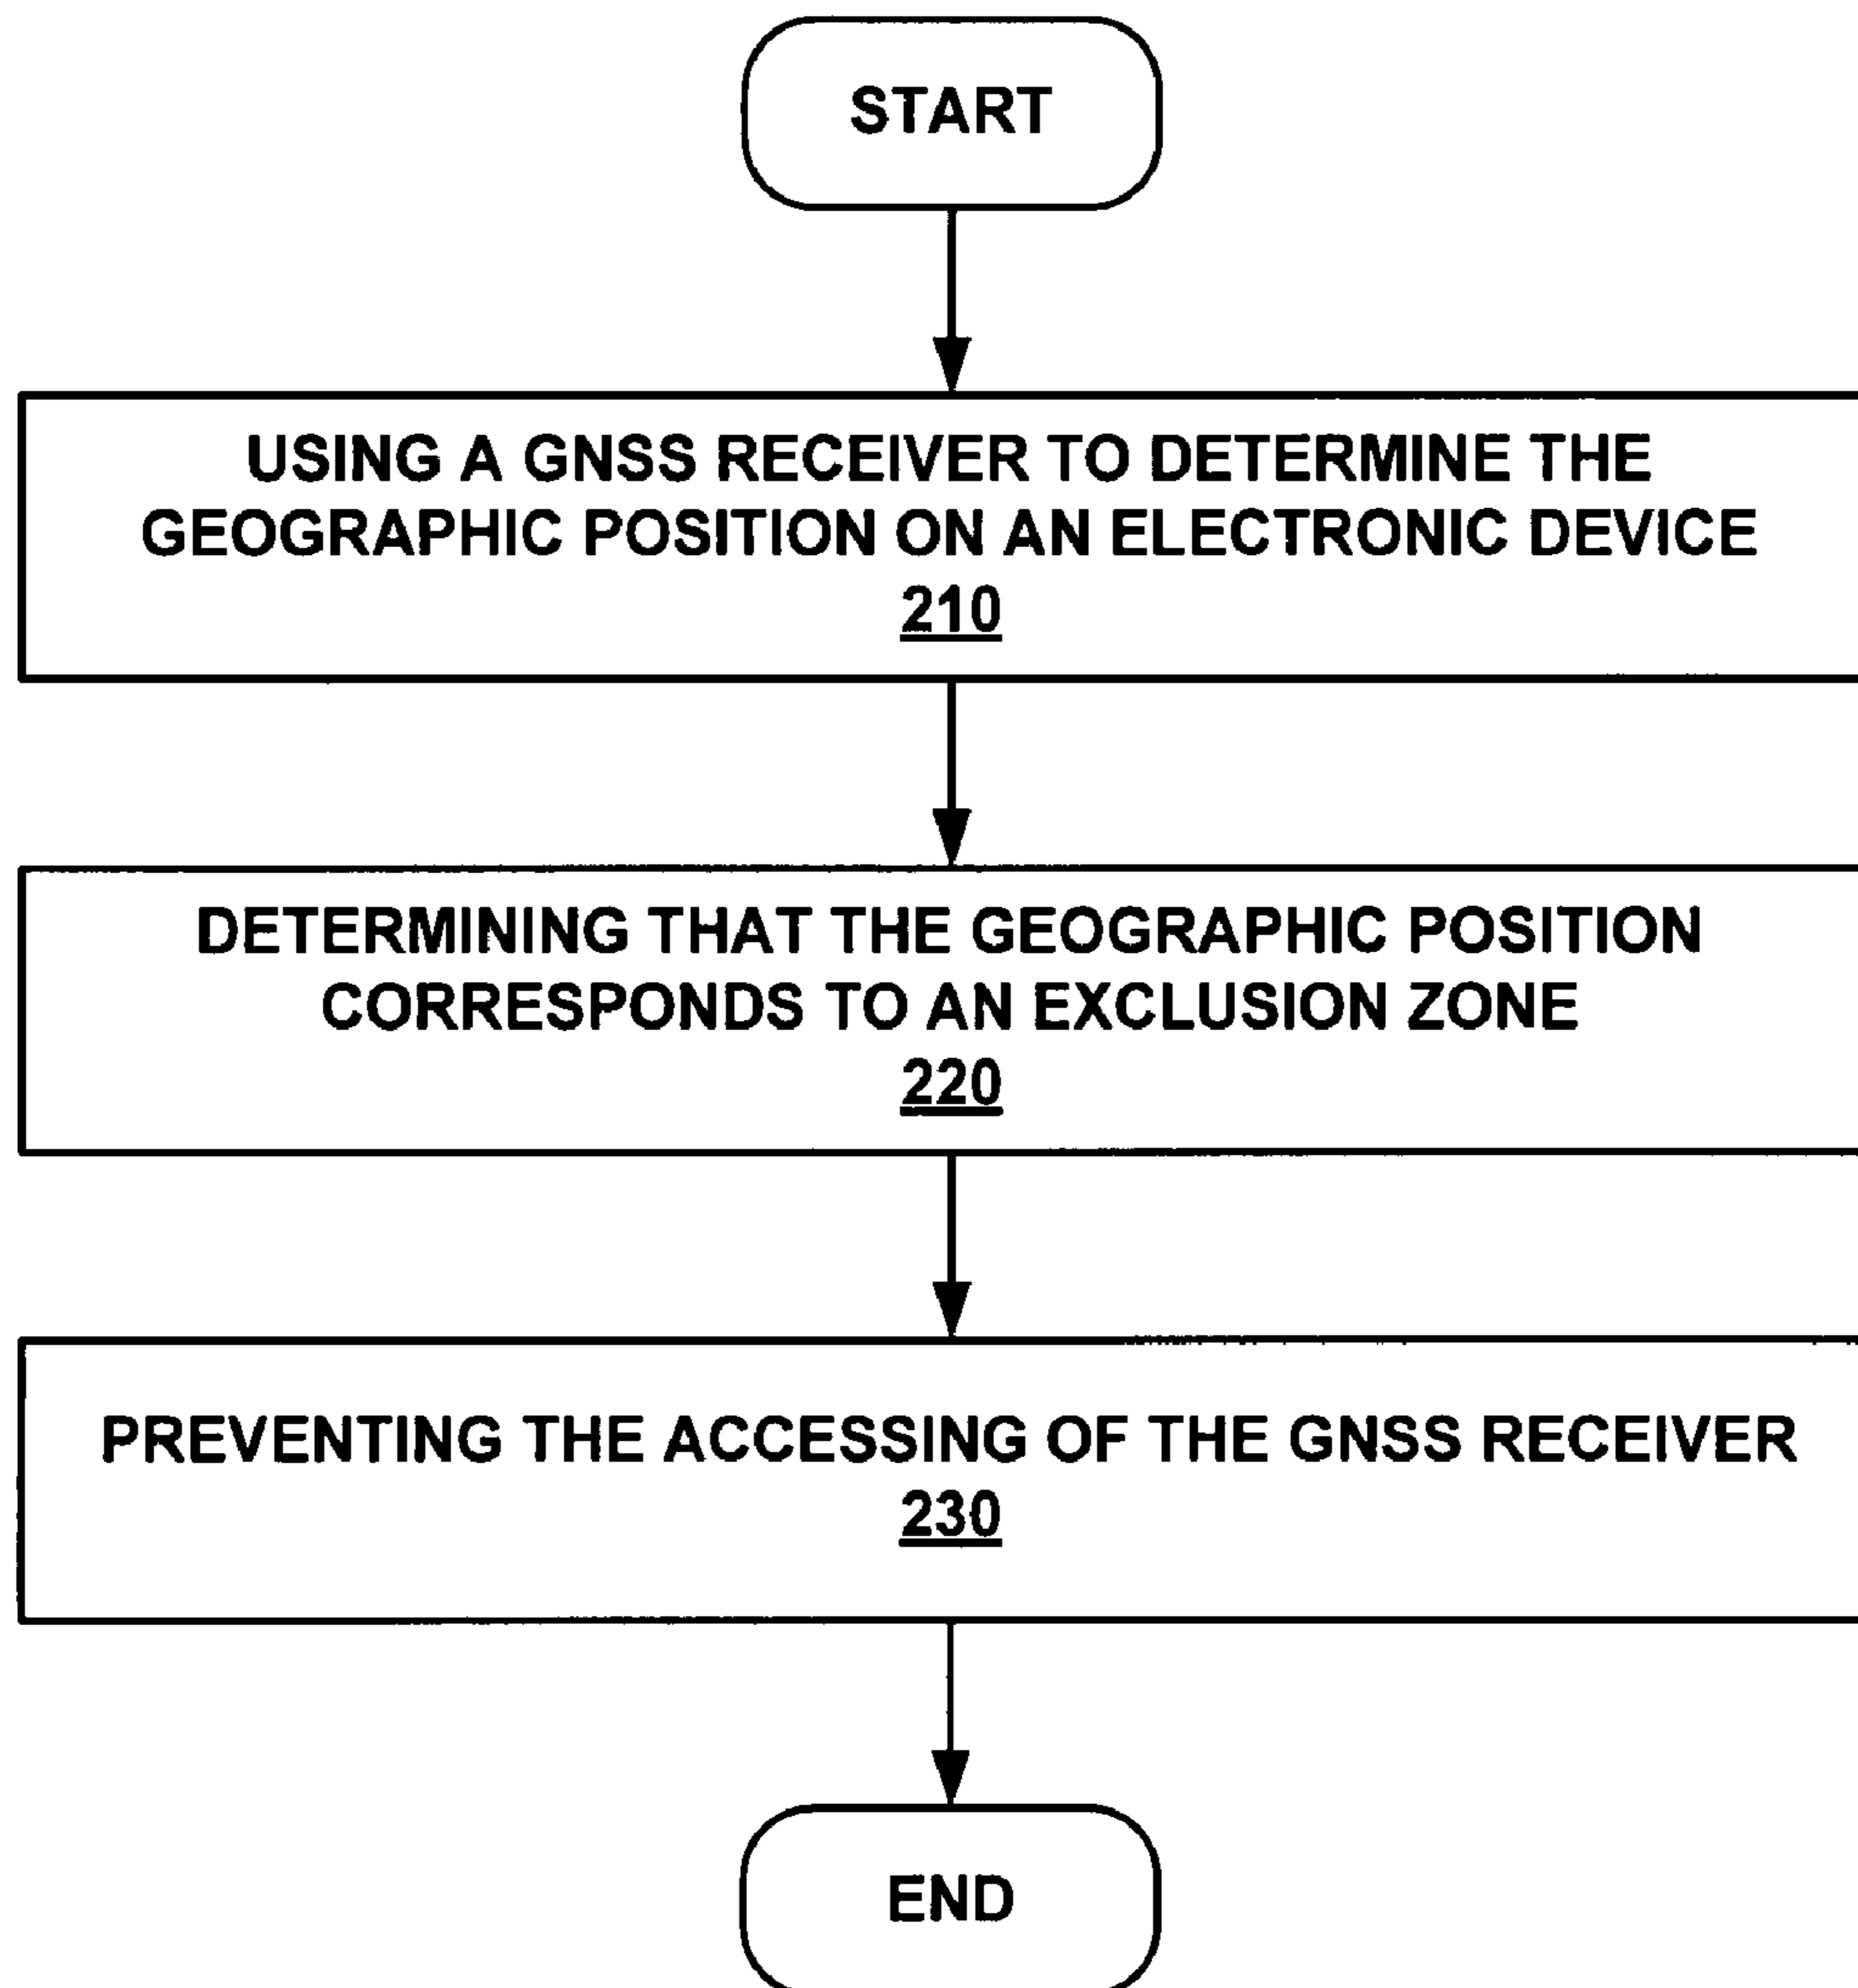 START
USING A GNSS RECEIVER TO DETERMINE THE
GEOGRAPHIC POSITION ON AN ELECTRONIC DEVICE
210
DETERMINING THAT THE GEOGRAPHIC POSITION
CORRESPONDS TO AN EXCLUSION ZONE
220
PREVENTING THE ACCESSING OF THE GNSS RECEIVER
230
END